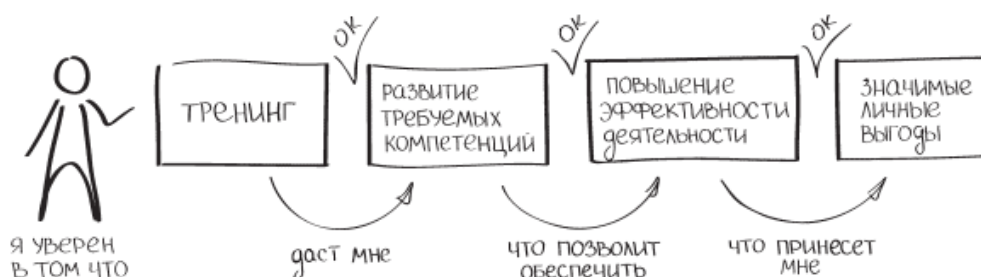 ОК
ОК
ОК
ТРЕНИНГ
РАЗВИТИЕ
ТРЕБУЕМЫХ
КОМПЕТЕНЦИЙ
ПОВЫШЕНИЕ
ЭФФЕКТИВНОСТИ
деятельности
ЗНАЧИМЫЕ
ЛИЧНЫЕ
ВЫГОДЫ
Я УВЕРЕН
В ТОМ ЧТО
даст мне
ЧТО ПОЗВОЛИТ
ОБЕСПЕЧИТЬ
ЧТО ПРИНЕСЕТ
МНЕ